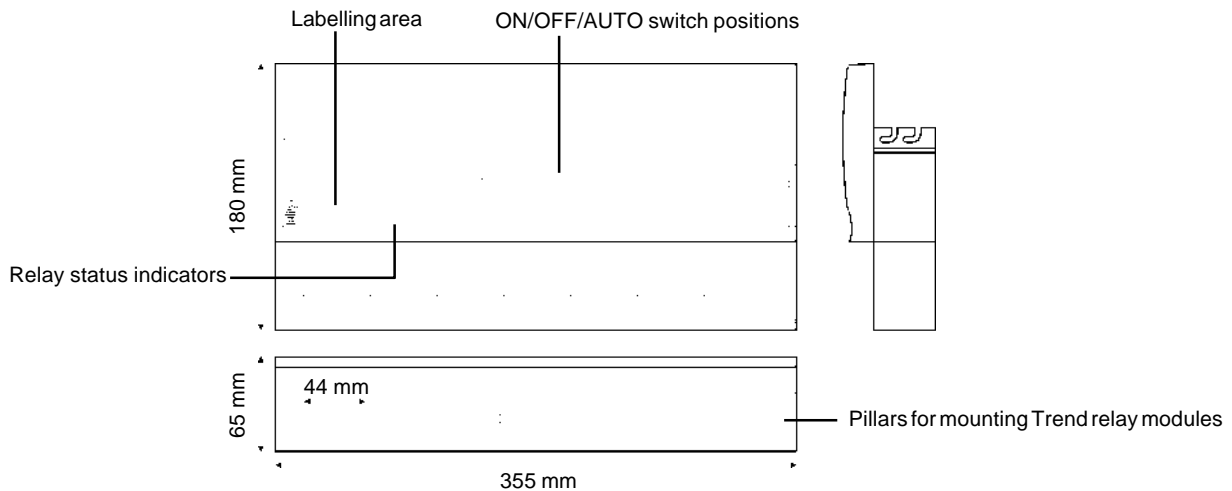 Labelling area
ON/OFF/AUTO switch positions
180 mm
Relay status indicators
65 mm
44 mm
Pillars for mounting Trend relay modules
355 mm